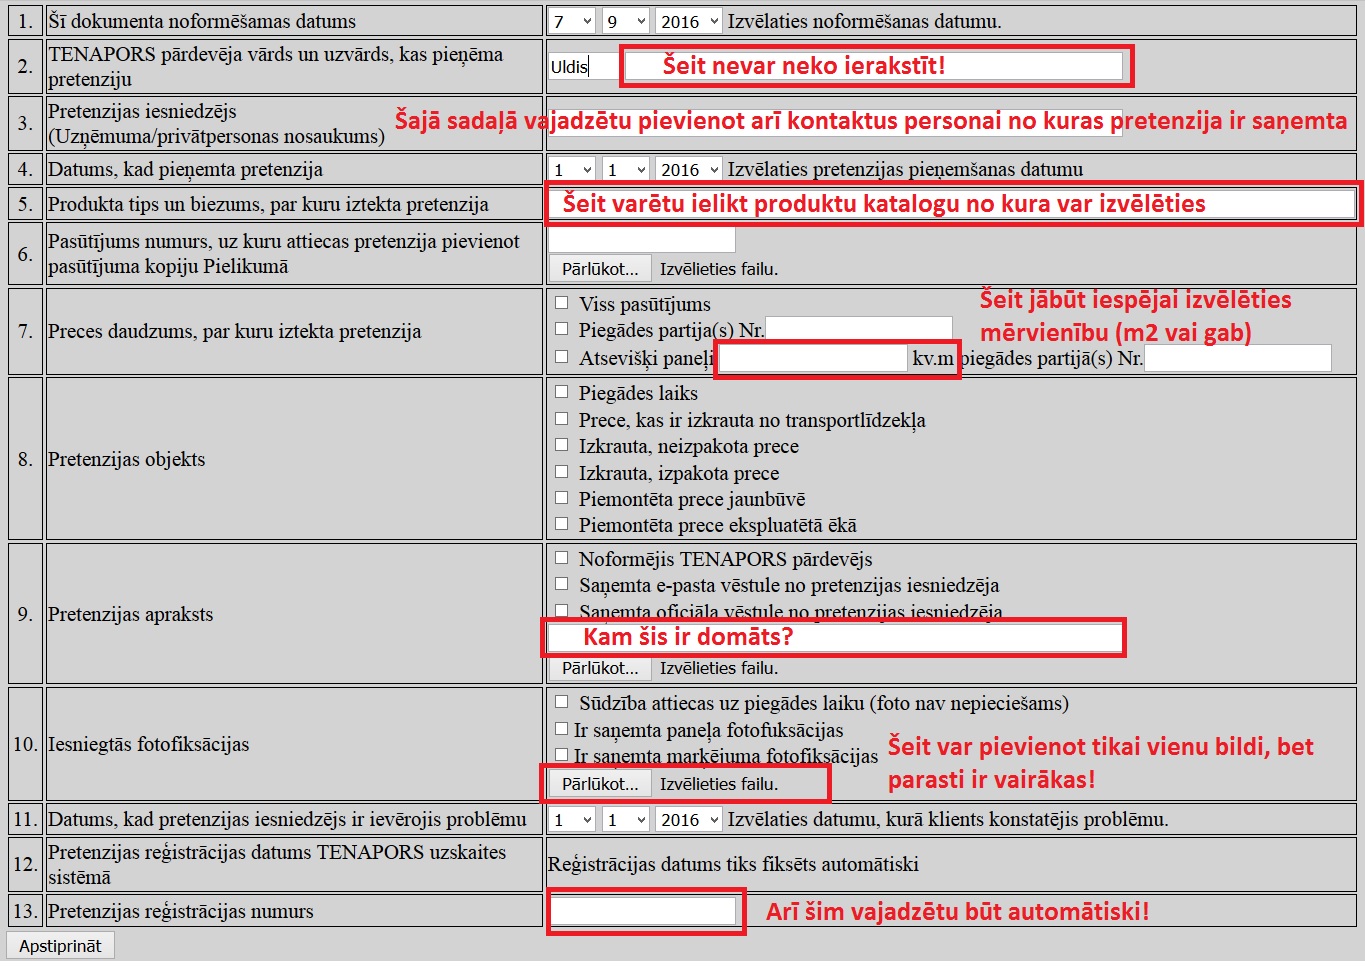 1. Šī dokumenta noformēšamas datums 7 9 2016 Izvēlaties noformēšanas datumu.
2. TENAPORS pārdevēja vārds un uzvārds, kas pieņēma
pretenziju
Uldis Šeit nevar neko ierakstīt!
3. Pretenzijas iesniedzējs
(Uzņēmuma/privātpersonas nosaukums)
Šajā sadaļā vajadzētu pievienot arī kontaktus personai no kuras pretenzija ir saņemta
4. Datums, kad pieņemta pretenzija 1 1 2016 Izvēlaties pretenzijas pieņemšanas datumu
5. Produkta tips un biezums, par kuru iztekta pretenzija Šeit varētu ielikt produktu katalogu no kura var izvēlēties
6. Pasūtījums numurs, uz kuru attiecas pretenzija pievienot
pasūtījuma kopiju Pielikumā
Pārlūkot... Izvēlieties failu.
7. Preces daudzums, par kuru iztekta pretenzija
Viss pasūtījums
Piegādes partija(s) Nr.
Atsevišķi paneļi kv.m piegādes partijā(s) Nr.
Šeit jābūt iespējai izvēlēties
mērvienību (m2 vai gab)
8. Pretenzijas objekts
Piegādes laiks
Prece, kas ir izkrauta no transportlīdzekļa
Izkrauta, neizpakota prece
Izkrauta, izpakota prece
Piemontēta prece jaunbūvē
Piemontēta prece ekspluatētā ēkā
9. Pretenzijas apraksts
Noformējis TENAPORS pārdevējs
Saņemta e-pasta vēstule no pretenzijas iesniedzēja
Saņemta oficiāla vēstule no pretenzijas iesniedzēja
Kam šis ir domāts?
Pārlūkot... Izvēlieties failu.
10. Iesniegtās fotofiksācijas
Sūdzība attiecas uz piegādes laiku (foto nav nepieciešams)
Ir saņemta paneļa fotofuksācijas
Ir saņemta marķējuma fotofiksācijas
Pārlūkot... Izvēlieties failu.
Šeit var pievienot tikai vienu bildi, bet
parasti ir vairākas!
11. Datums, kad pretenzijas iesniedzējs ir ievērojis problēmu 1 1 2016 Izvēlaties datumu, kurā klients konstatējis problēmu.
12. Pretenzijas reģistrācijas datums TENAPORS uzskaites
sistēmā
Reģistrācijas datums tiks fiksēts automātiski
13. Pretenzijas reģistrācijas numurs Arī šim vajadzētu būt automātiski!
Apstiprināt